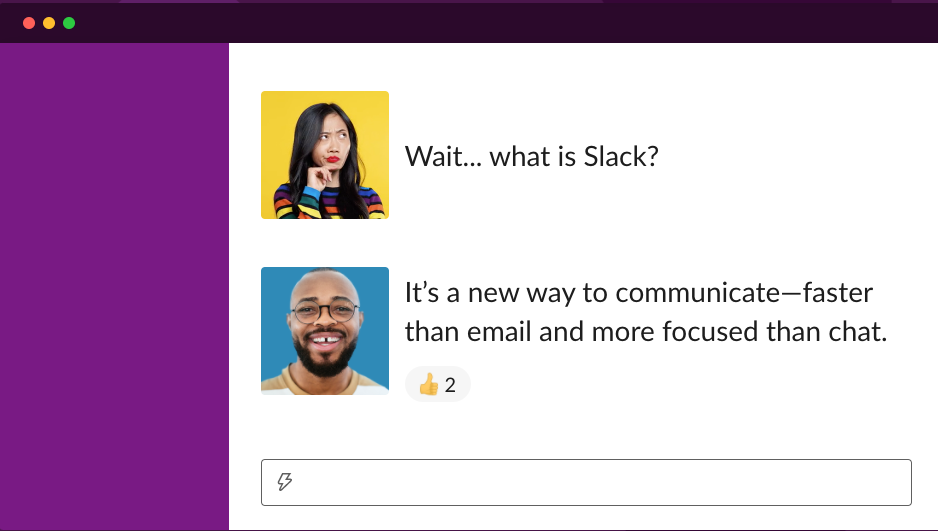 Wait... what is Slack?
It’s a new way to communicate—faster
than email and more focused than chat.
👍 2